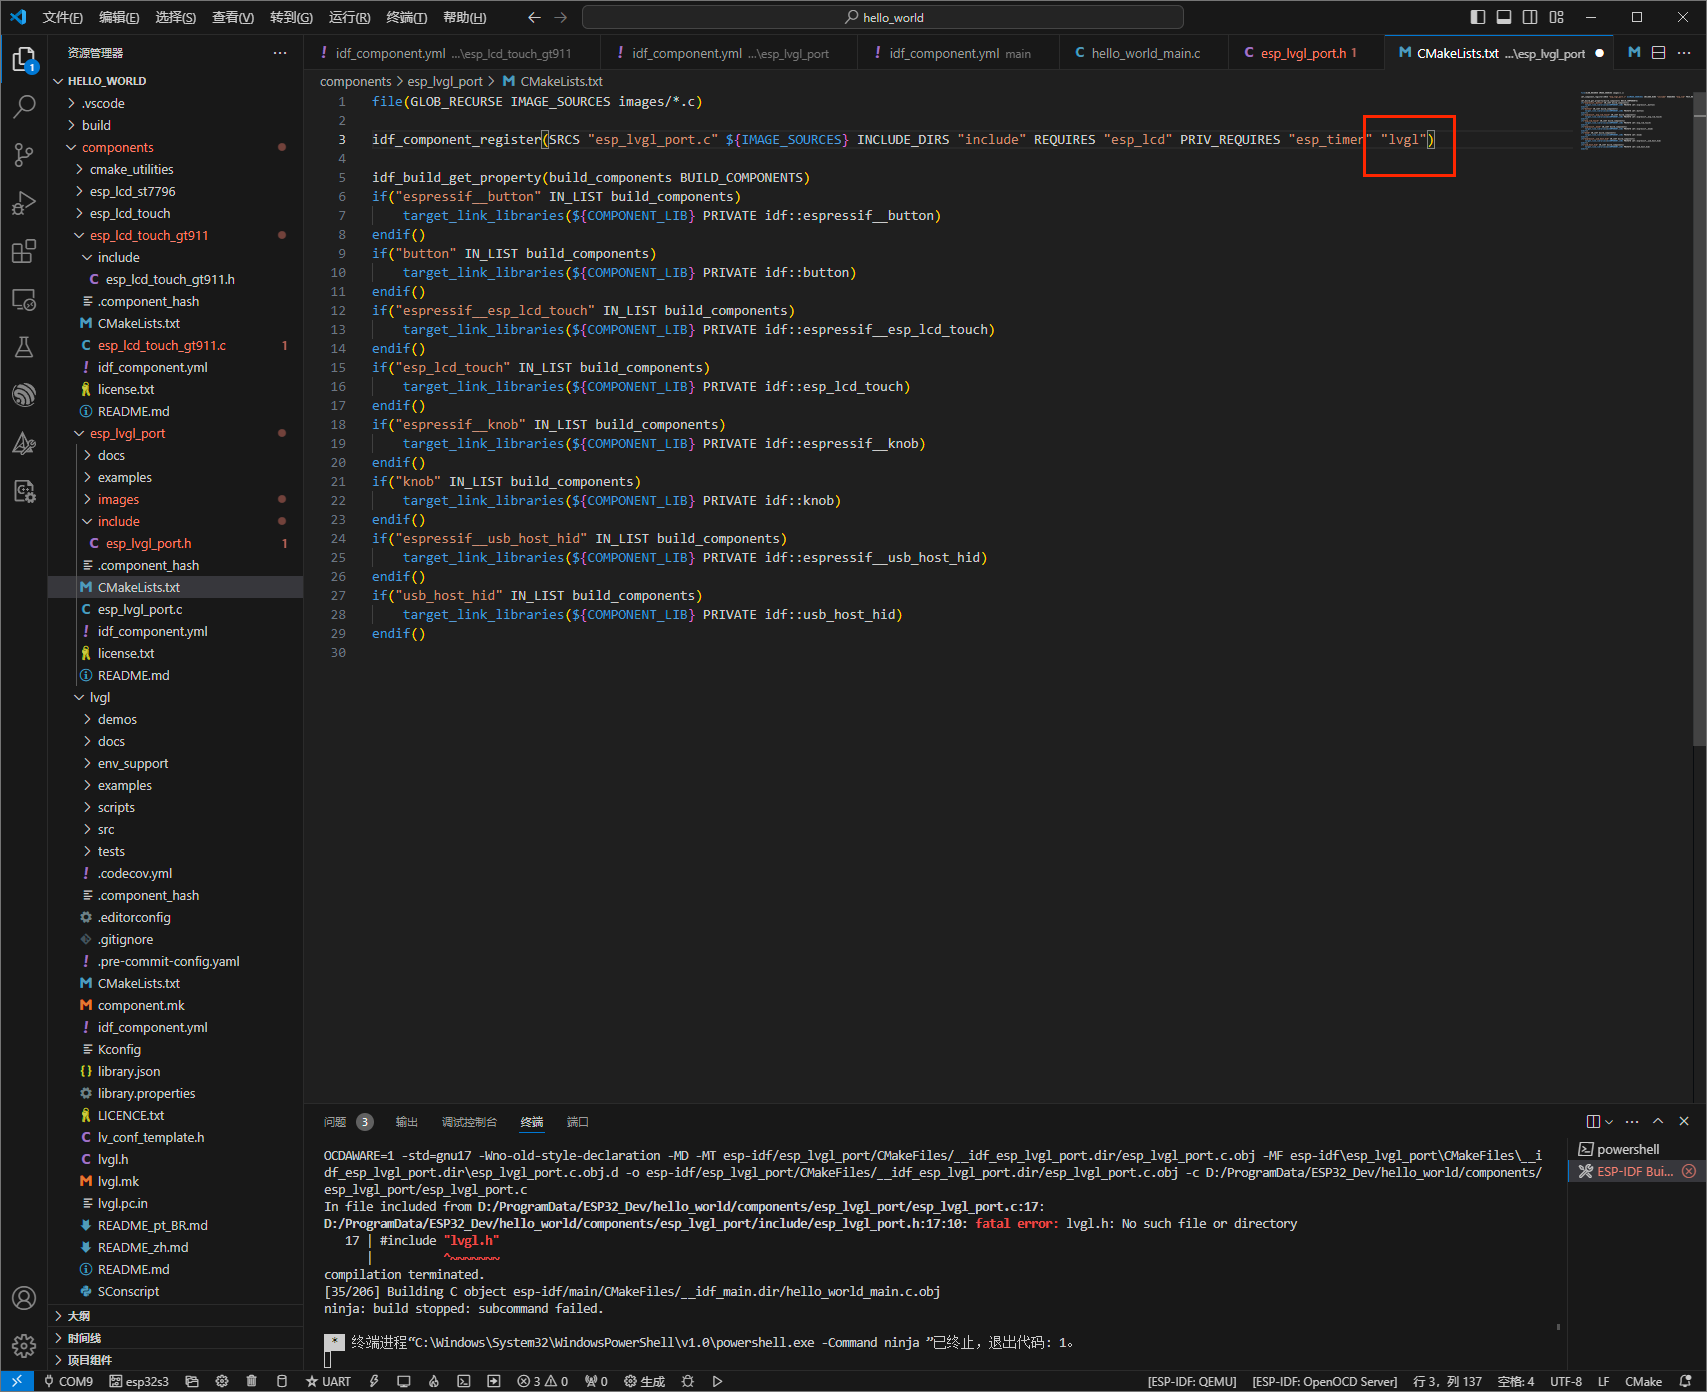 文件(F) 编辑(E) 选择(S) 查看(V) 转到(G) 运行(R) 终端(T) 帮助(H) hello_world
资源管理器
idf_component.yml ...\esp_lcd_touch_gt911
idf_component.yml ...\esp_lvgl_port
idf_component.yml main
hello_world_main.c
esp_lvgl_port.h 1
CMakeLists.txt ...\esp_lvgl_port
1
HELLO_WORLD
.vscode
build
components
cmake_utilities
esp_lcd_st7796
esp_lcd_touch
esp_lcd_touch_gt911
include
esp_lcd_touch_gt911.h
.component_hash
CMakeLists.txt
esp_lcd_touch_gt911.c 1
idf_component.yml
license.txt
README.md
esp_lvgl_port
docs
examples
images
include
esp_lvgl_port.h 1
.component_hash
CMakeLists.txt
esp_lvgl_port.c
idf_component.yml
license.txt
README.md
lvgl
demos
docs
env_support
examples
scripts
src
tests
.codecov.yml
.component_hash
.editorconfig
.gitignore
.pre-commit-config.yaml
CMakeLists.txt
component.mk
idf_component.yml
Kconfig
library.json
library.properties
LICENCE.txt
lv_conf_template.h
lvgl.h
lvgl.mk
lvgl.pc.in
README_pt_BR.md
README_zh.md
README.md
SConscript
大纲
时间线
项目组件
components > esp_lvgl_port > CMakeLists.txt
1 file(GLOB_RECURSE IMAGE_SOURCES images/*.c)
2
3 idf_component_register(SRCS "esp_lvgl_port.c" ${IMAGE_SOURCES} INCLUDE_DIRS "include" REQUIRES "esp_lcd" PRIV_REQUIRES "esp_timer" "lvgl")
4
5 idf_build_get_property(build_components BUILD_COMPONENTS)
6 if("espressif__button" IN_LIST build_components)
7     target_link_libraries(${COMPONENT_LIB} PRIVATE idf::espressif__button)
8 endif()
9 if("button" IN_LIST build_components)
10     target_link_libraries(${COMPONENT_LIB} PRIVATE idf::button)
11 endif()
12 if("espressif__esp_lcd_touch" IN_LIST build_components)
13     target_link_libraries(${COMPONENT_LIB} PRIVATE idf::espressif__esp_lcd_touch)
14 endif()
15 if("esp_lcd_touch" IN_LIST build_components)
16     target_link_libraries(${COMPONENT_LIB} PRIVATE idf::esp_lcd_touch)
17 endif()
18 if("espressif__knob" IN_LIST build_components)
19     target_link_libraries(${COMPONENT_LIB} PRIVATE idf::espressif__knob)
20 endif()
21 if("knob" IN_LIST build_components)
22     target_link_libraries(${COMPONENT_LIB} PRIVATE idf::knob)
23 endif()
24 if("espressif__usb_host_hid" IN_LIST build_components)
25     target_link_libraries(${COMPONENT_LIB} PRIVATE idf::espressif__usb_host_hid)
26 endif()
27 if("usb_host_hid" IN_LIST build_components)
28     target_link_libraries(${COMPONENT_LIB} PRIVATE idf::usb_host_hid)
29 endif()
30
问题 3 输出 调试控制台 终端 端口
OCDAWARE=1 -std=gnu17 -Wno-old-style-declaration -MD -MT esp-idf/esp_lvgl_port/CMakeFiles/__idf_esp_lvgl_port.dir/esp_lvgl_port.c.obj -MF esp-idf\esp_lvgl_port\CMakeFiles\__i
df_esp_lvgl_port.dir\esp_lvgl_port.c.obj.d -o esp-idf/esp_lvgl_port/CMakeFiles/__idf_esp_lvgl_port.dir/esp_lvgl_port.c.obj -c D:/ProgramData/ESP32_Dev/hello_world/components/
esp_lvgl_port/esp_lvgl_port.c
In file included from D:/ProgramData/ESP32_Dev/hello_world/components/esp_lvgl_port/esp_lvgl_port.c:17:
D:/ProgramData/ESP32_Dev/hello_world/components/esp_lvgl_port/include/esp_lvgl_port.h:17:10: fatal error: lvgl.h: No such file or directory
17 | #include "lvgl.h"
| ^~~~~~~~
compilation terminated.
[35/206] Building C object esp-idf/main/CMakeFiles/__idf_main.dir/hello_world_main.c.obj
ninja: build stopped: subcommand failed.
* 终端进程“C:\Windows\System32\WindowsPowerShell\v1.0\powershell.exe -Command ninja ”已终止，退出代码: 1。
powershell
ESP-IDF Bui...
COM9 esp32s3 UART 3 0 0 生成 [ESP-IDF: QEMU] [ESP-IDF: OpenOCD Server] 行 3，列 137 空格: 4 UTF-8 LF CMake